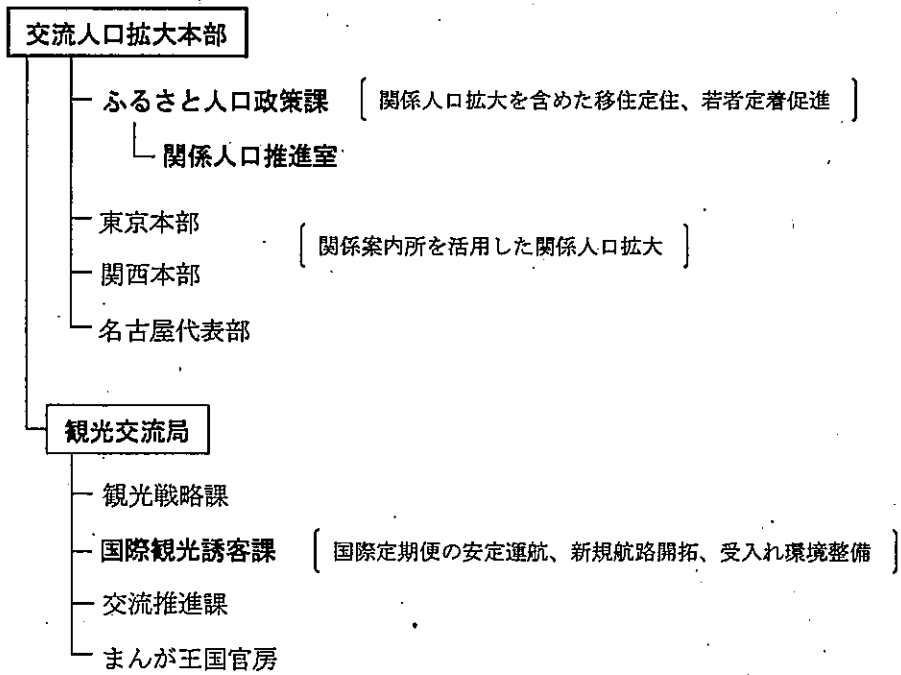 交流人口拡大本部
ふるさと人口政策課 〔関係人口拡大を含めた移住定住、若者定着促進〕
関係人口推進室
東京本部
〔関係案内所を活用した関係人口拡大〕
関西本部
名古屋代表部
観光交流局
観光戦略課
国際観光誘客課 〔国際定期便の安定運航、新規航路開拓、受入れ環境整備〕
交流推進課
まんが王国官房